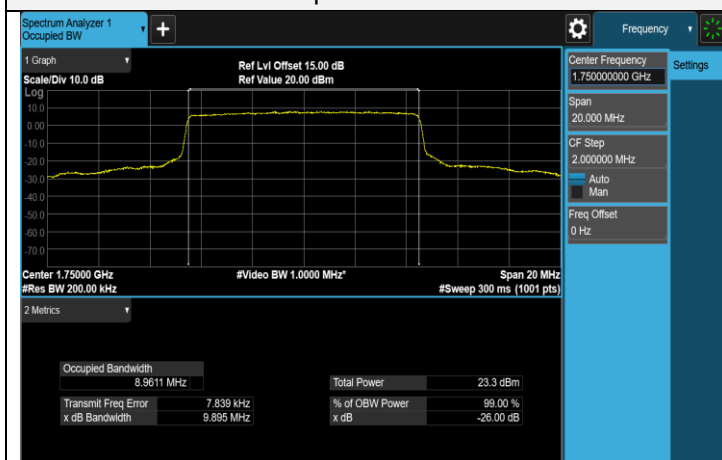 Spectrum Analyzer 1
Occupied BW
+
Frequency
1 Graph
Scale/Div 10.0 dB
Ref Lvl Offset 15.00 dB
Ref Value 20.00 dBm
Log
10.0
0.00
-10.0
-20.0
-30.0
-40.0
-50.0
-60.0
-70.0
Center 1.75000 GHz
#Video BW 1.0000 MHz*
Span 20 MHz
#Res BW 200.00 kHz
#Sweep 300 ms (1001 pts)
Center Frequency
1.750000000 GHz
Settings
Span
20.000 MHz
CF Step
2.000000 MHz
Auto
Man
Freq Offset
0 Hz
2 Metrics
Occupied Bandwidth
8.9611 MHz
Total Power 23.3 dBm
Transmit Freq Error 7.839 kHz
% of OBW Power 99.00 %
x dB Bandwidth 9.895 MHz
x dB -26.00 dB